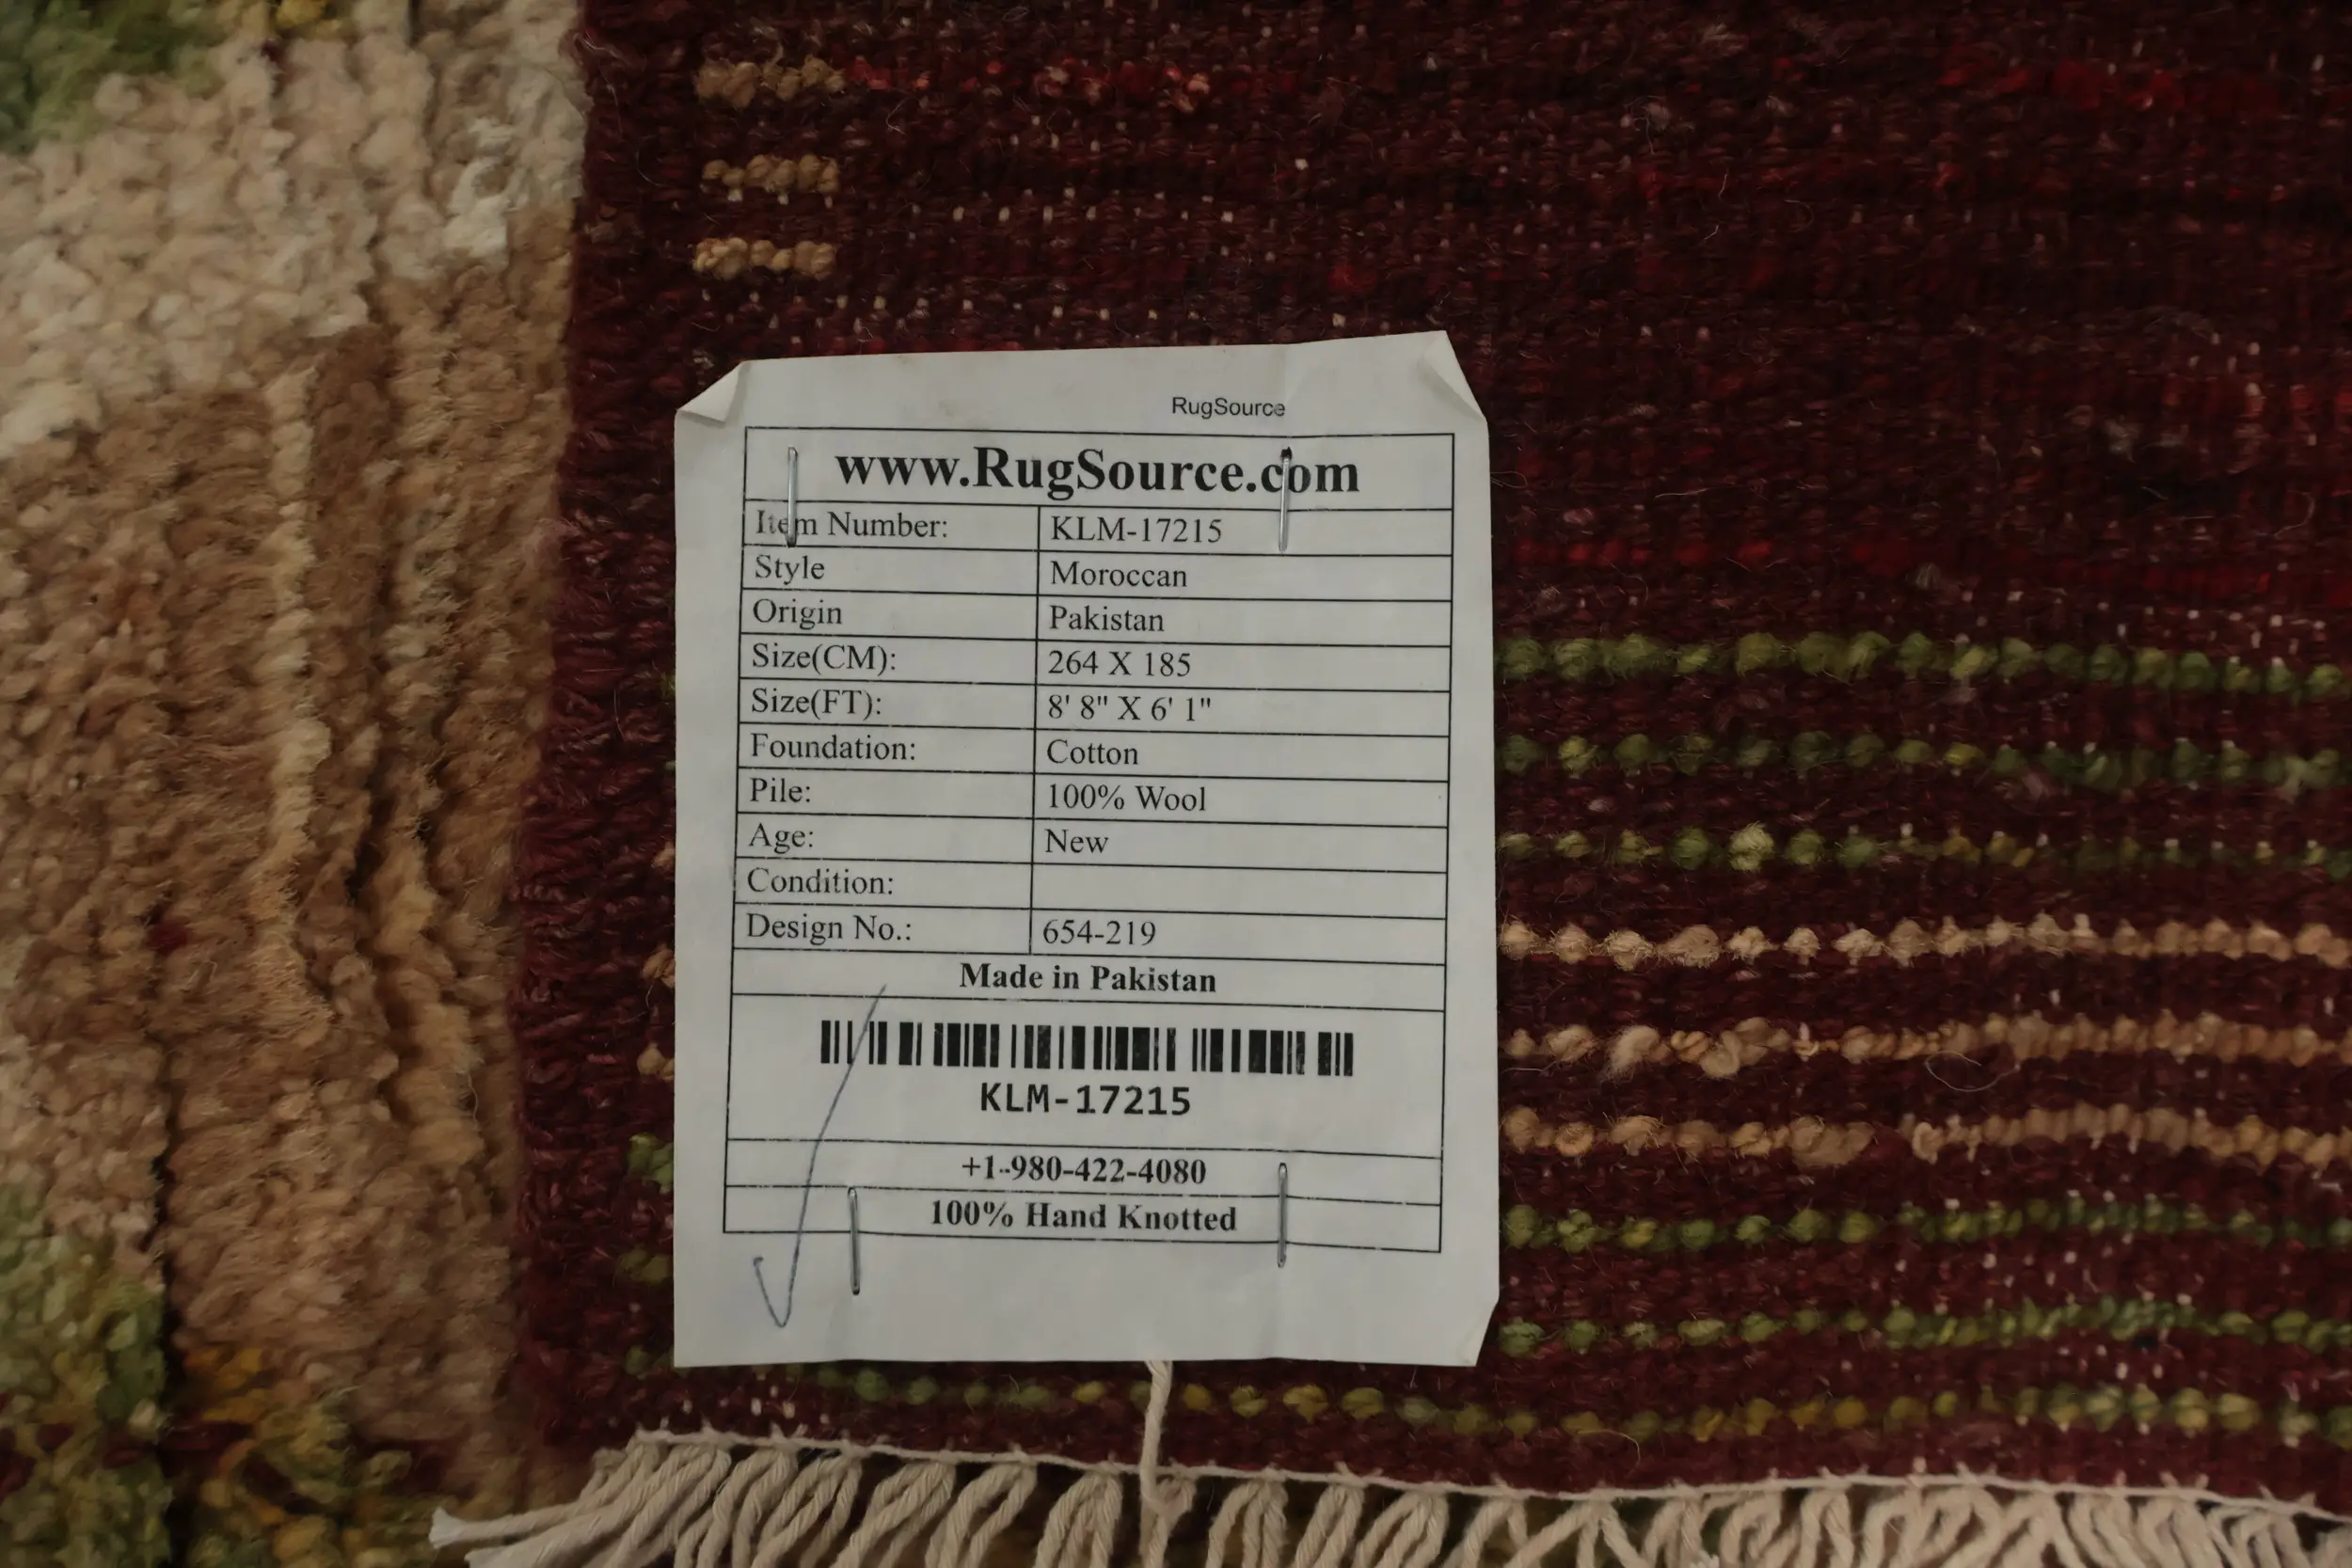 RugSource
www.RugSource.com
Item Number: KLM-17215
Style Moroccan
Origin Pakistan
Size(CM): 264 X 185
Size(FT): 8' 8" X 6' 1"
Foundation: Cotton
Pile: 100% Wool
Age: New
Condition:
Design No.: 654-219
Made in Pakistan
KLM-17215
+1-980-422-4080
100% Hand Knotted